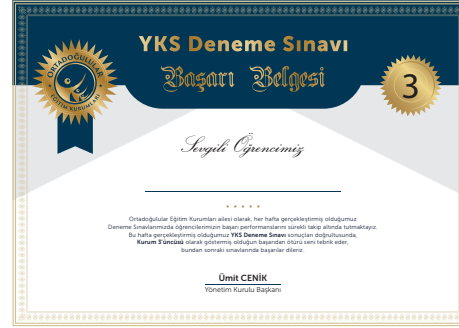 YKS Deneme Sınavı
Başarı Belgesi
ORTADOĞULULAR
EĞİTİM KURUMLARI
3
Sevgili Öğrencimiz
Ortadoğulular Eğitim Kurumları ailesi olarak, her hafta gerçekleştirmiş olduğumuz
Deneme Sınavlarımızda öğrencilerimizin başarı performanslarını sürekli takip altında tutmaktayız.
Bu hafta gerçekleştirmiş olduğumuz YKS Deneme Sınavı sonuçları doğrultusunda,
Kurum 3'üncüsü olarak göstermiş olduğun başarıdan ötürü seni tebrik eder,
bundan sonraki sınavlarında başarılar dileriz.
Ümit CENİK
Yönetim Kurulu Başkanı